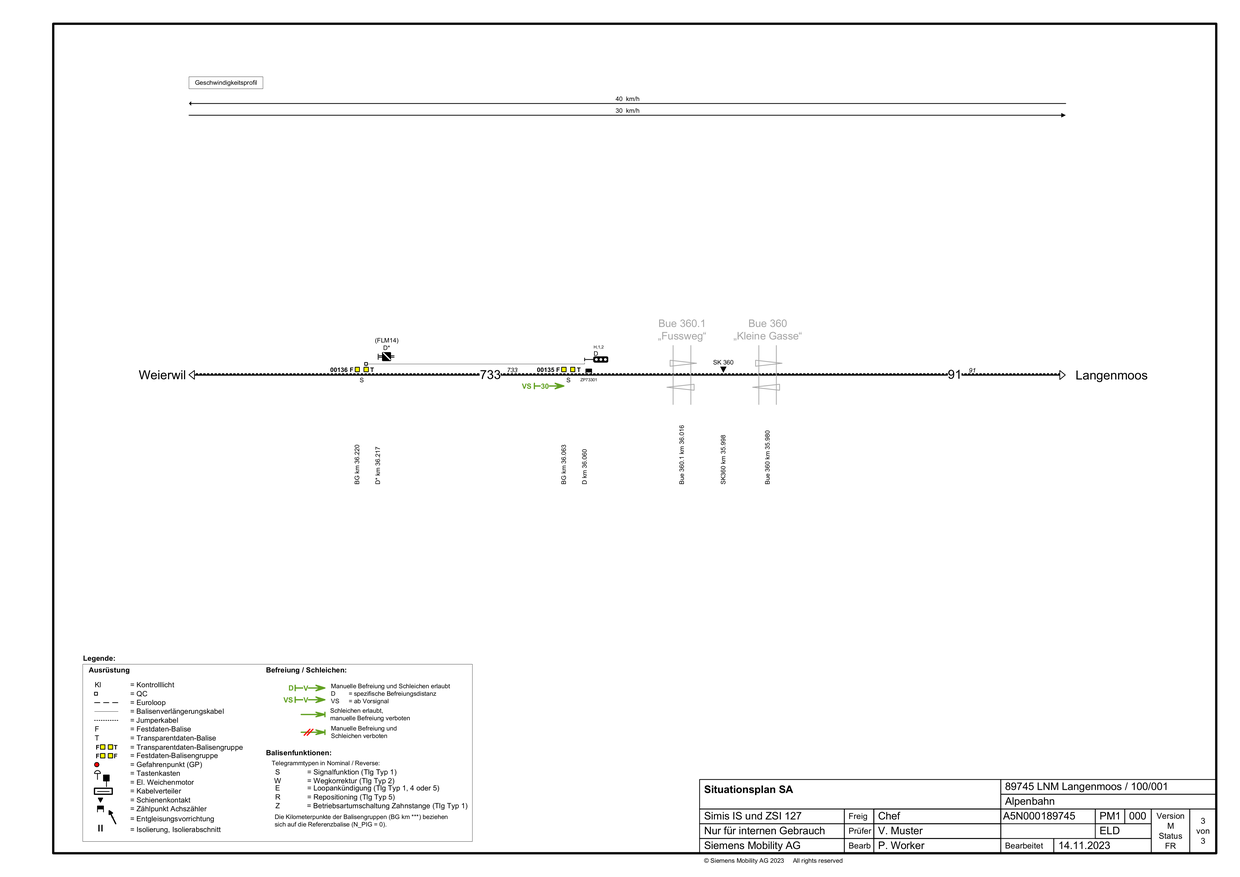 Geschwindigkeitsprofil
40 km/h
30 km/h
Bue 360.1
„Fussweg“
Bue 360
„Kleine Gasse“
(FLM14)
D*
H,1,2
D
SK 360
00136 F T
S
733
733
00135 F T
S
ZP73301
VS 30
91
91
Weierwil
Langenmoos
BG km 36.220
D* km 36.217
BG km 36.063
D km 36.060
Bue 360.1 km 36.016
SK360 km 35.998
Bue 360 km 35.980
Legende:
Ausrüstung
Kl = Kontrolllicht
= QC
= Euroloop
= Balisenverlängerungskabel
= Jumperkabel
F = Festdaten-Balise
T = Transparentdaten-Balise
F T = Transparentdaten-Balisengruppe
F F = Festdaten-Balisengruppe
= Gefahrenpunkt (GP)
= Tastenkasten
= El. Weichenmotor
= Kabelverteiler
= Schienenkontakt
= Zählpunkt Achszähler
= Entgleisungsvorrichtung
= Isolierung, Isolierabschnitt
Befreiung / Schleichen:
D V Manuelle Befreiung und Schleichen erlaubt
D = spezifische Befreiungsdistanz
VS V VS = ab Vorsignal
Schleichen erlaubt,
manuelle Befreiung verboten
Manuelle Befreiung und
Schleichen verboten
Balisenfunktionen:
Telegrammtypen in Nominal / Reverse:
S = Signalfunktion (Tlg Typ 1)
W = Wegkorrektur (Tlg Typ 2)
E = Loopankündigung (Tlg Typ 1, 4 oder 5)
R = Repositioning (Tlg Typ 5)
Z = Betriebsartumschaltung Zahnstange (Tlg Typ 1)
Die Kilometerpunkte der Balisengruppen (BG km ***) beziehen
sich auf die Referenzbalise (N_PIG = 0).
Situationsplan SA
89745 LNM Langenmoos / 100/001
Alpenbahn
Simis IS und ZSI 127
Freig Chef
A5N000189745 PM1 000
Nur für internen Gebrauch
Prüfer V. Muster
ELD
Siemens Mobility AG
Bearb P. Worker
Bearbeitet 14.11.2023
Version
M
Status
FR
3
von
3
© Siemens Mobility AG 2023 All rights reserved